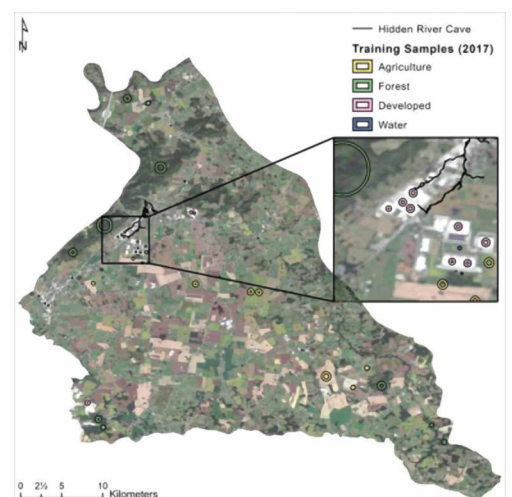 N
Hidden River Cave
Training Samples (2017)
Agriculture
Forest
Developed
Water
0 2½ 5 10
Kilometers